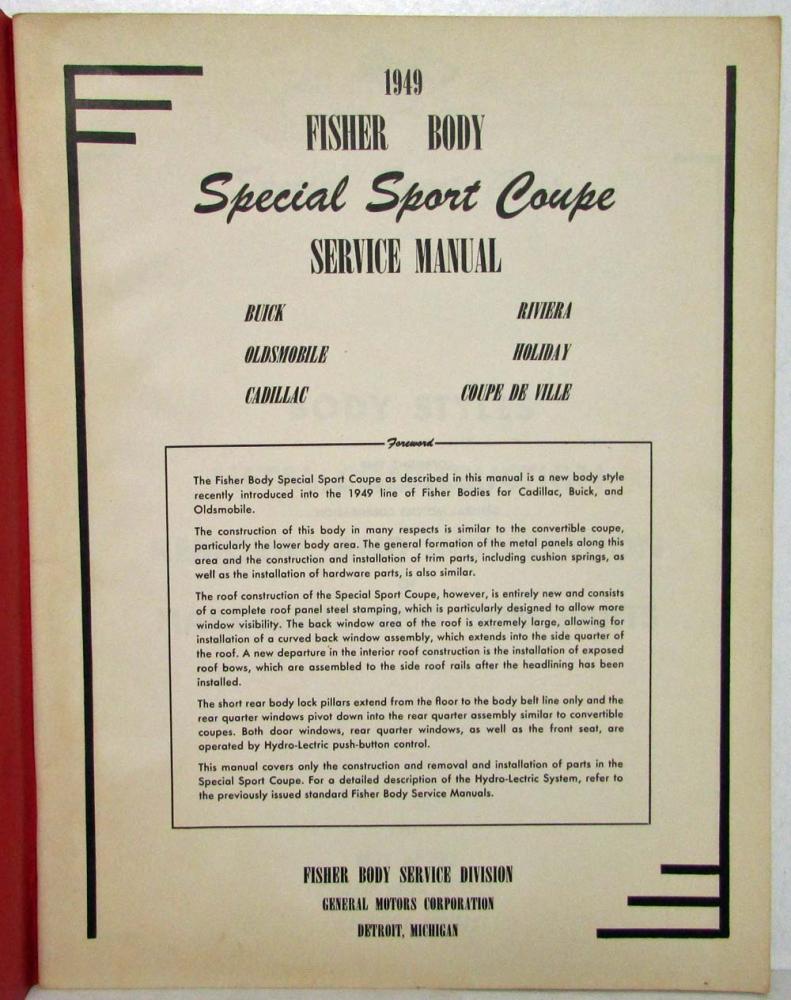 1949
FISHER BODY
Special Sport Coupe
SERVICE MANUAL
BUICK RIVIERA
OLDSMOBILE HOLIDAY
CADILLAC COUPE DE VILLE
Foreword
The Fisher Body Special Sport Coupe as described in this manual is a new body style
recently introduced into the 1949 line of Fisher Bodies for Cadillac, Buick, and
Oldsmobile.
The construction of this body in many respects is similar to the convertible coupe,
particularly the lower body area. The general formation of the metal panels along this
area and the construction and installation of trim parts, including cushion springs, as
well as the installation of hardware parts, is also similar.
The roof construction of the Special Sport Coupe, however, is entirely new and consists
of a complete roof panel steel stamping, which is particularly designed to allow more
window visibility. The back window area of the roof is extremely large, allowing for
installation of a curved back window assembly, which extends into the side quarter of
the roof. A new departure in the interior roof construction is the installation of exposed
roof bows, which are assembled to the side roof rails after the headlining has been
installed.
The short rear body lock pillars extend from the floor to the body belt line only and the
rear quarter windows pivot down into the rear quarter assembly similar to convertible
coupes. Both door windows, rear quarter windows, as well as the front seat, are
operated by Hydro-Lectric push-button control.
This manual covers only the construction and removal and installation of parts in the
Special Sport Coupe. For a detailed description of the Hydro-Lectric System, refer to
the previously issued standard Fisher Body Service Manuals.
FISHER BODY SERVICE DIVISION
GENERAL MOTORS CORPORATION
DETROIT, MICHIGAN